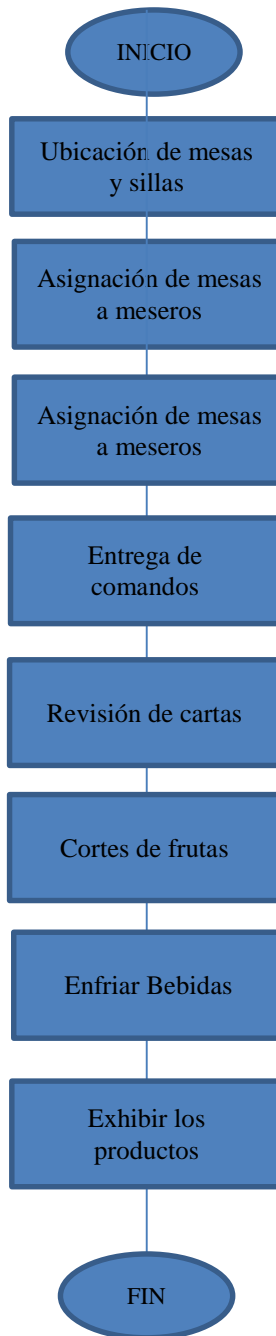 INICIO
Ubicación de mesas
y sillas
Asignación de mesas
a meseros
Asignación de mesas
a meseros
Entrega de
comandos
Revisión de cartas
Cortes de frutas
Enfriar Bebidas
Exhibir los
productos
FIN